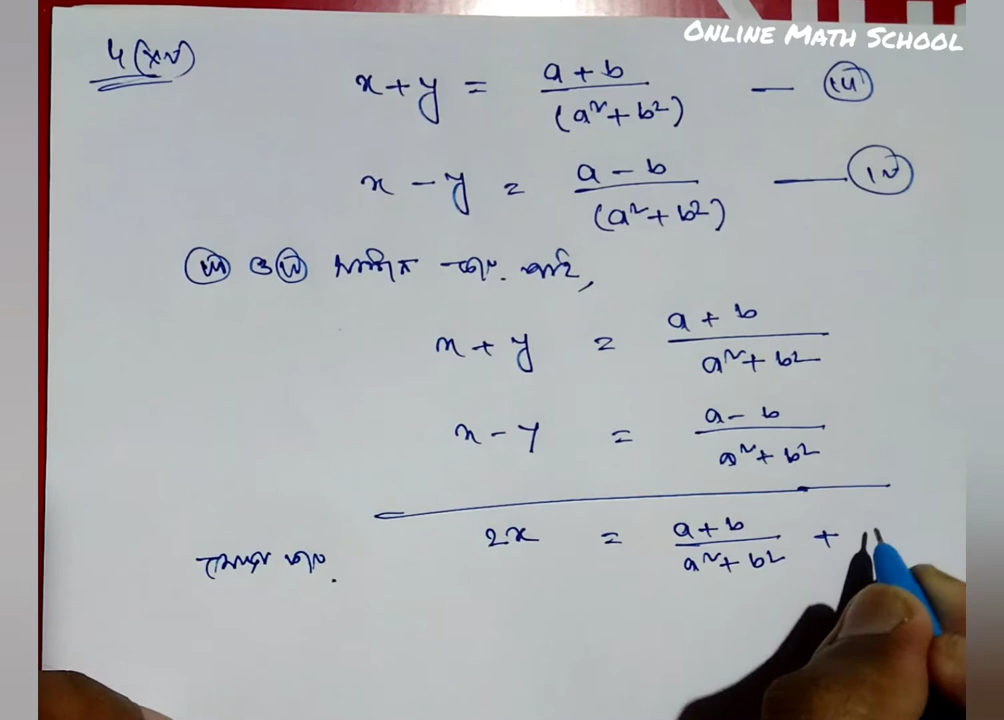 ONLINE MATH SCHOOL
4(xv)
x + y = a + b / (a² + b²) — (iii)
x − y = a − b / (a² + b²) — (iv)
(iii) ও (iv)
x + y = a + b / a² + b²
x − y = a − b / a² + b²
2x = a + b / a² + b² +